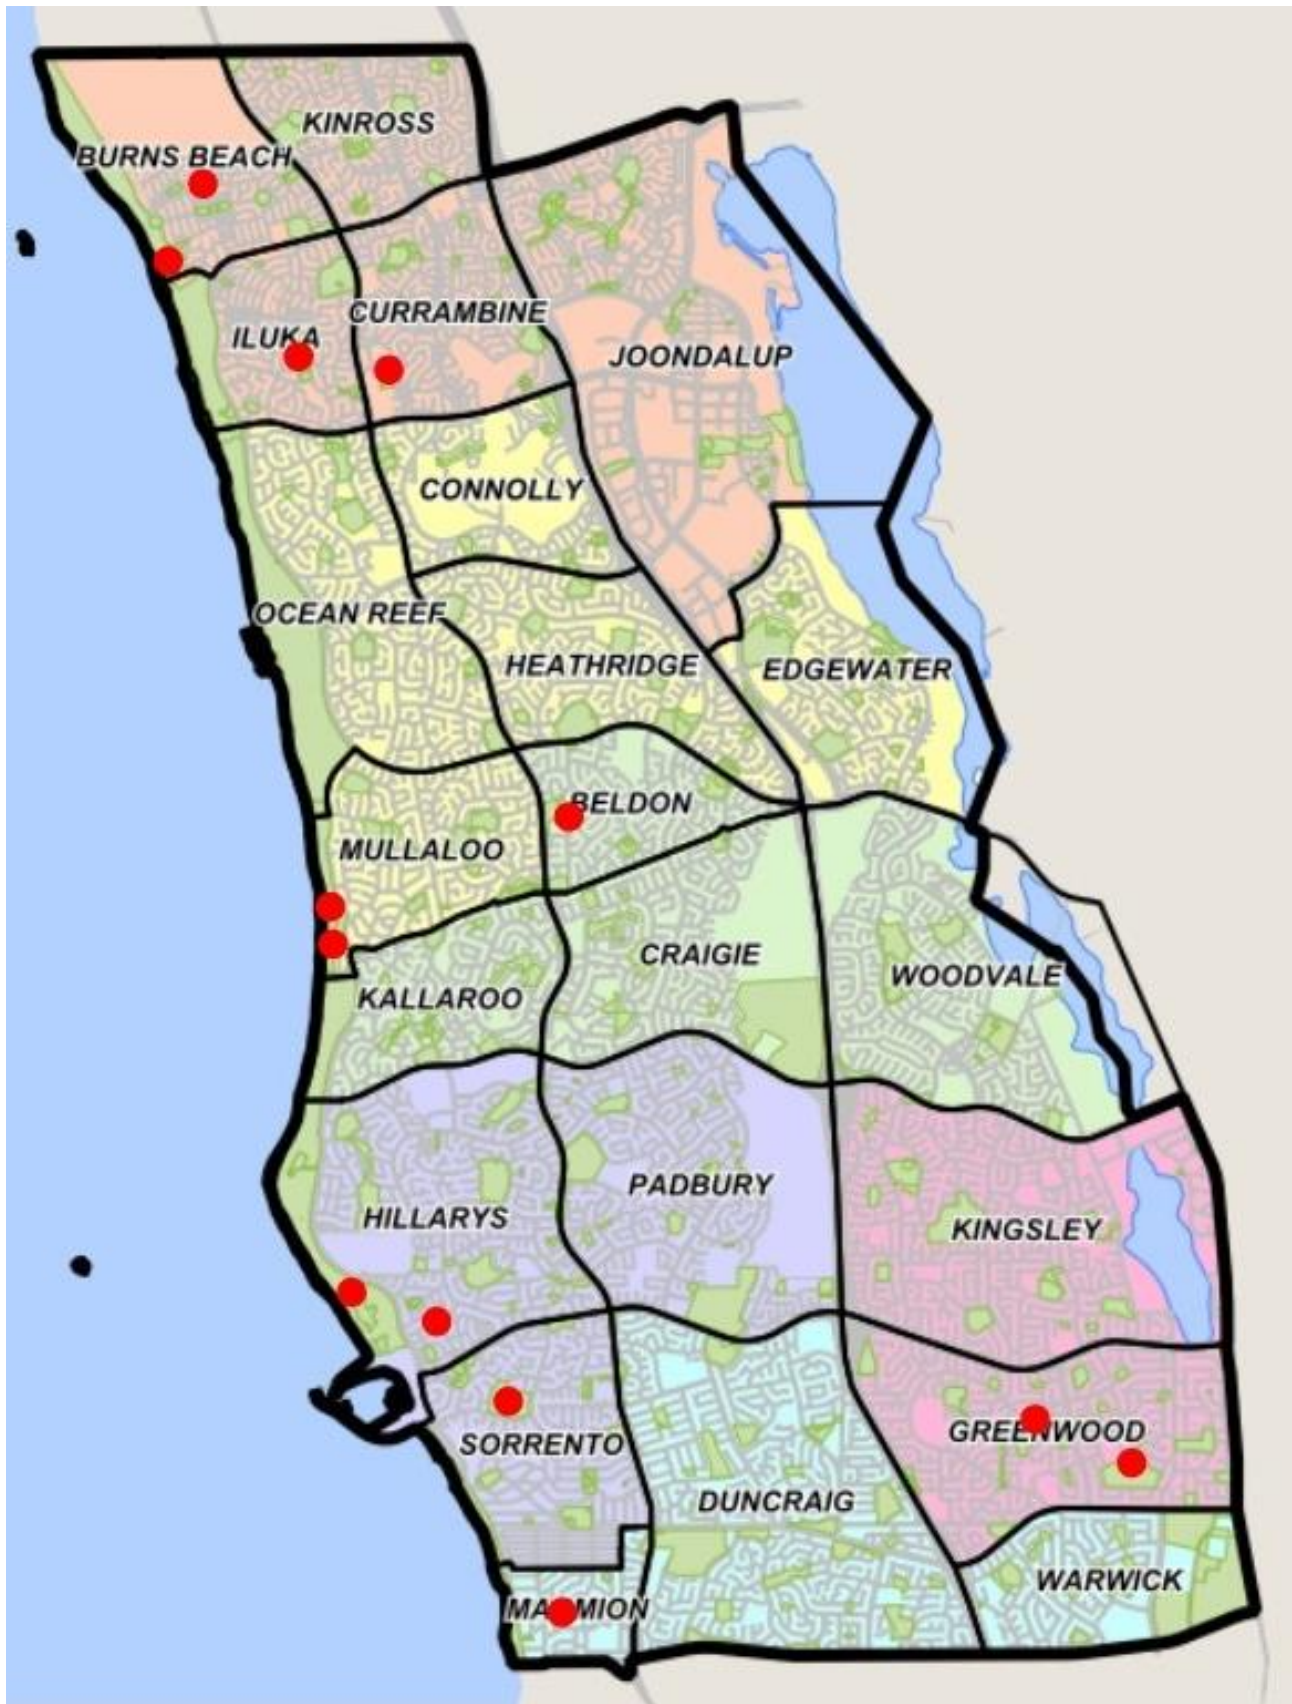 KINROSS
BURNS BEACH
CURRAMBINE
ILUKA
JOONDALUP
CONNOLLY
OCEAN REEF
HEATHRIDGE
EDGEWATER
BELDON
MULLALOO
CRAIGIE
WOODVALE
KALLAROO
PADBURY
HILLARYS
KINGSLEY
GREENWOOD
SORRENTO
DUNCRAIG
WARWICK
MARMION